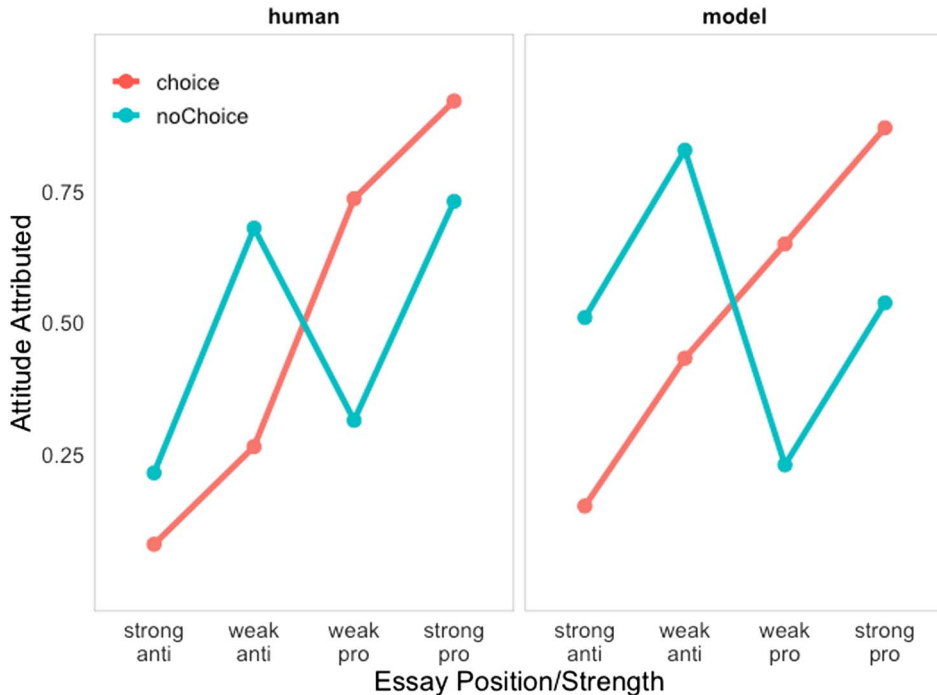 human
model
choice
noChoice
Attitude Attributed
0.75
0.50
0.25
strong
anti
weak
anti
weak
pro
strong
pro
strong
anti
weak
anti
weak
pro
strong
pro
Essay Position/Strength